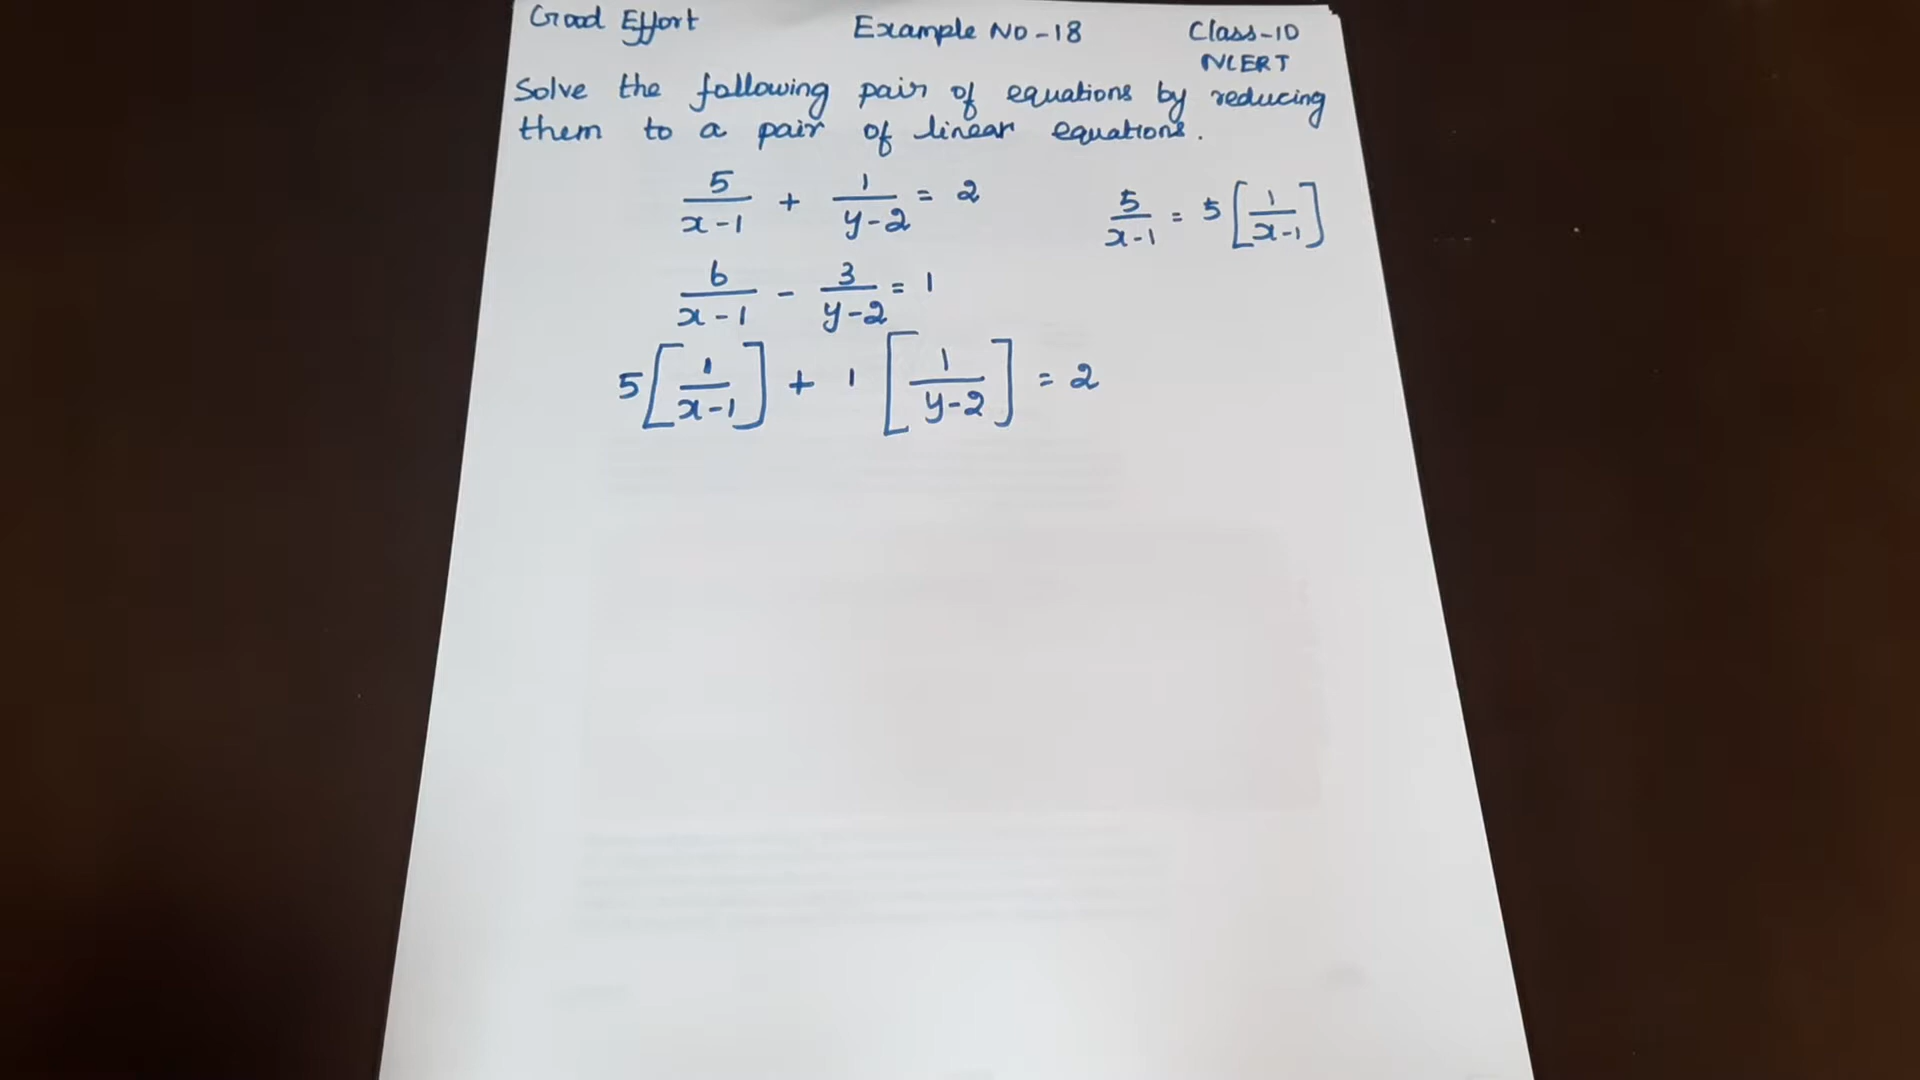 Good Effort Example No-18 Class-10
NCERT
Solve the following pair of equations by reducing
them to a pair of linear equations.
5/(x-1) + 1/(y-2) = 2
5/(x-1) = 5[1/(x-1)]
6/(x-1) - 3/(y-2) = 1
5[1/(x-1)] + 1[1/(y-2)] = 2